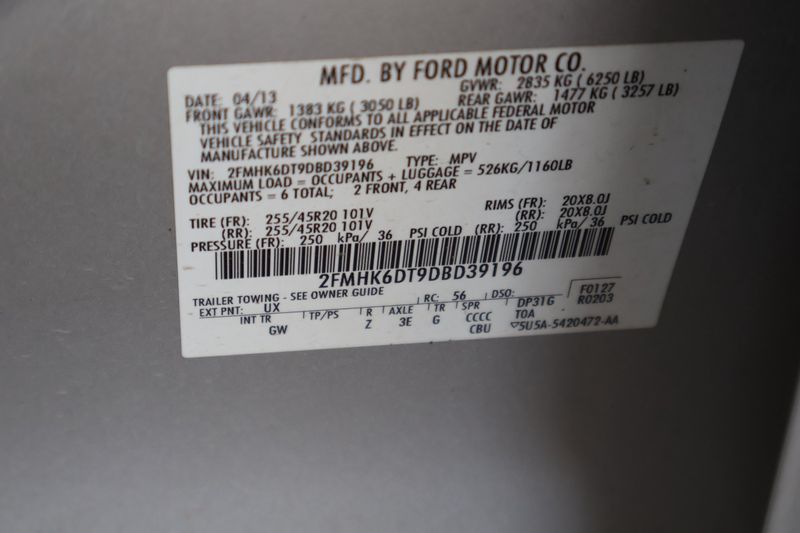 MFD. BY FORD MOTOR CO.
DATE: 04/13 GVWR: 2835 KG ( 6250 LB)
FRONT GAWR: 1383 KG ( 3050 LB) REAR GAWR: 1477 KG ( 3257 LB)
THIS VEHICLE CONFORMS TO ALL APPLICABLE FEDERAL MOTOR
VEHICLE SAFETY STANDARDS IN EFFECT ON THE DATE OF
MANUFACTURE SHOWN ABOVE.
VIN: 2FMHK6DT9DBD39196 TYPE: MPV
MAXIMUM LOAD = OCCUPANTS + LUGGAGE = 526KG/1160LB
OCCUPANTS = 6 TOTAL; 2 FRONT, 4 REAR
TIRE (FR): 255/45R20 101V RIMS (FR): 20X8.0J
(RR): 255/45R20 101V (RR): 20X8.0J
PRESSURE (FR): 250 kPa/ 36 PSI COLD (RR): 250 kPa/ 36 PSI COLD
2FMHK6DT9DBD39196
TRAILER TOWING - SEE OWNER GUIDE F0127
EXT PNT: UX RC: 56 DSO: DP31G R0203
INT TR TP/PS R AXLE TR SPR T0A
GW Z 3E G CCCC
CBU ▽5U5A-5420472-AA